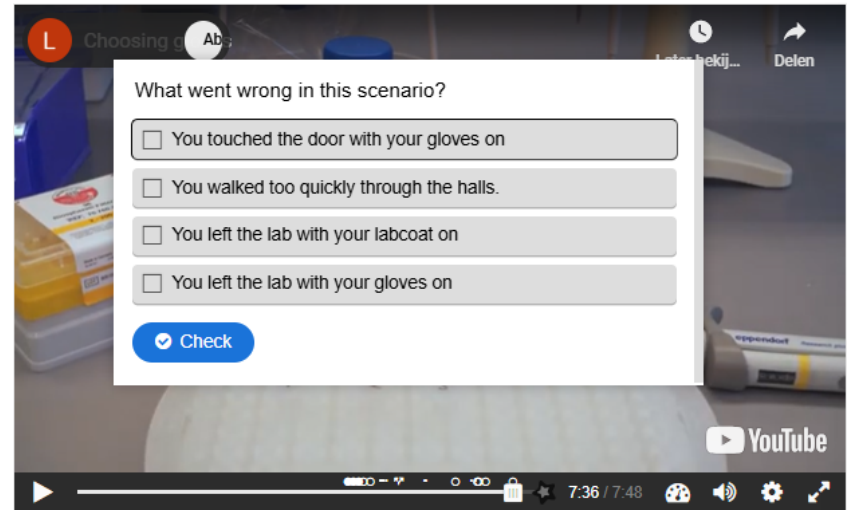 L
Choosing g
Abs
Later bekij...
Delen
What went wrong in this scenario?
You touched the door with your gloves on
You walked too quickly through the halls.
You left the lab with your labcoat on
You left the lab with your gloves on
Check
eppendorf
YouTube
7:36 / 7:48